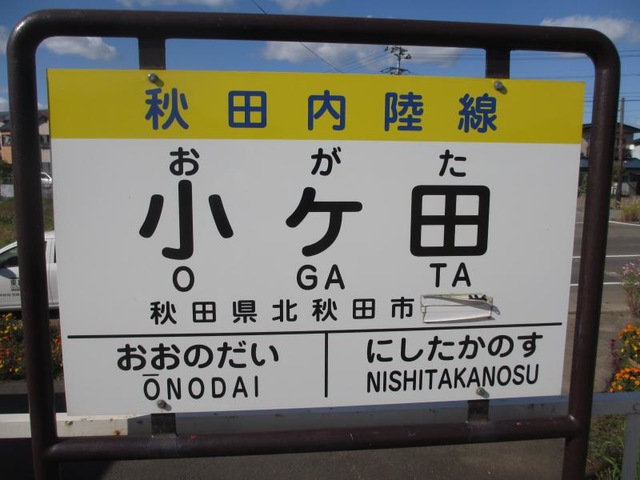 秋田内陸線
おがた
小ケ田
O GA TA
秋田県北秋田市
おおのだい
ŌNODAI
にしたかのす
NISHITAKANOSU